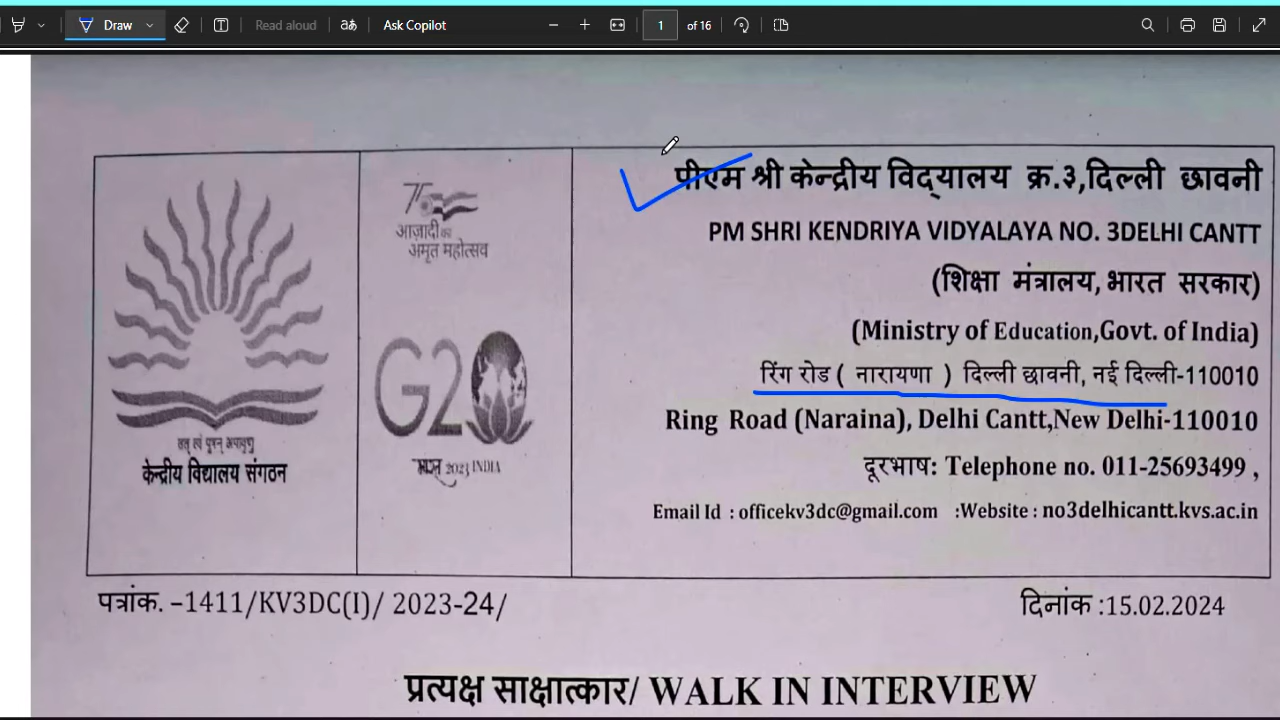 Draw
Read aloud
aあ
Ask Copilot
1 of 16
पीएम श्री केन्द्रीय विद्‌यालय क्र.३,दिल्ली छावनी
PM SHRI KENDRIYA VIDYALAYA NO. 3DELHI CANTT
(शिक्षा मंत्रालय,भारत सरकार)
(Ministry of Education,Govt. of India)
रिंग रोड ( नारायणा ) दिल्ली छावनी, नई दिल्ली-110010
Ring Road (Naraina), Delhi Cantt,New Delhi-110010
दूरभाष: Telephone no. 011-25693499 ,
Email Id : officekv3dc@gmail.com :Website : no3delhicantt.kvs.ac.in
आज़ादी का
अमृत महोत्सव
G20
2023 INDIA
केन्द्रीय विद्यालय संगठन
पत्रांक. –1411/KV3DC(I)/ 2023-24/
दिनांक :15.02.2024
प्रत्यक्ष साक्षात्कार/ WALK IN INTERVIEW